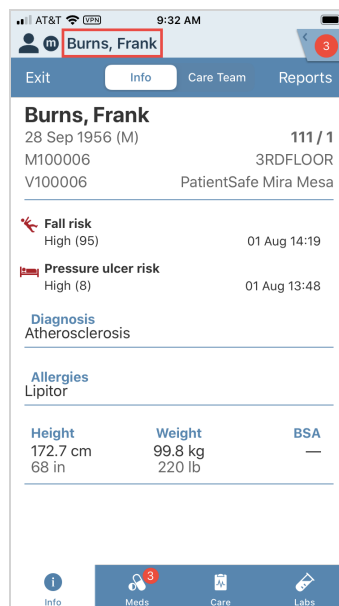 AT&T VPN 9:32 AM
m Burns, Frank 3
Exit Info Care Team Reports
Burns, Frank
28 Sep 1956 (M) 111 / 1
M100006 3RDFLOOR
V100006 PatientSafe Mira Mesa
Fall risk
High (95) 01 Aug 14:19
Pressure ulcer risk
High (8) 01 Aug 13:48
Diagnosis
Atherosclerosis
Allergies
Lipitor
Height Weight BSA
172.7 cm 99.8 kg —
68 in 220 lb
i 3
Info Meds Care Labs